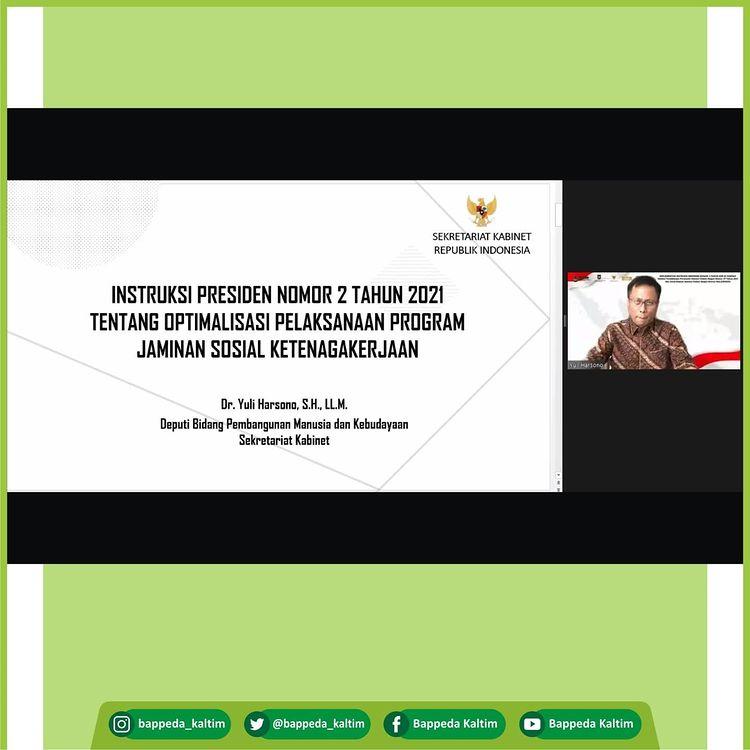 SEKRETARIAT KABINET
REPUBLIK INDONESIA
INSTRUKSI PRESIDEN NOMOR 2 TAHUN 2021
TENTANG OPTIMALISASI PELAKSANAAN PROGRAM
JAMINAN SOSIAL KETENAGAKERJAAN
Dr. Yuli Harsono, S.H., LL.M.
Deputi Bidang Pembangunan Manusia dan Kebudayaan
Sekretariat Kabinet
Yuli Harsono
bappeda_kaltim
@bappeda_kaltim
Bappeda Kaltim
Bappeda Kaltim